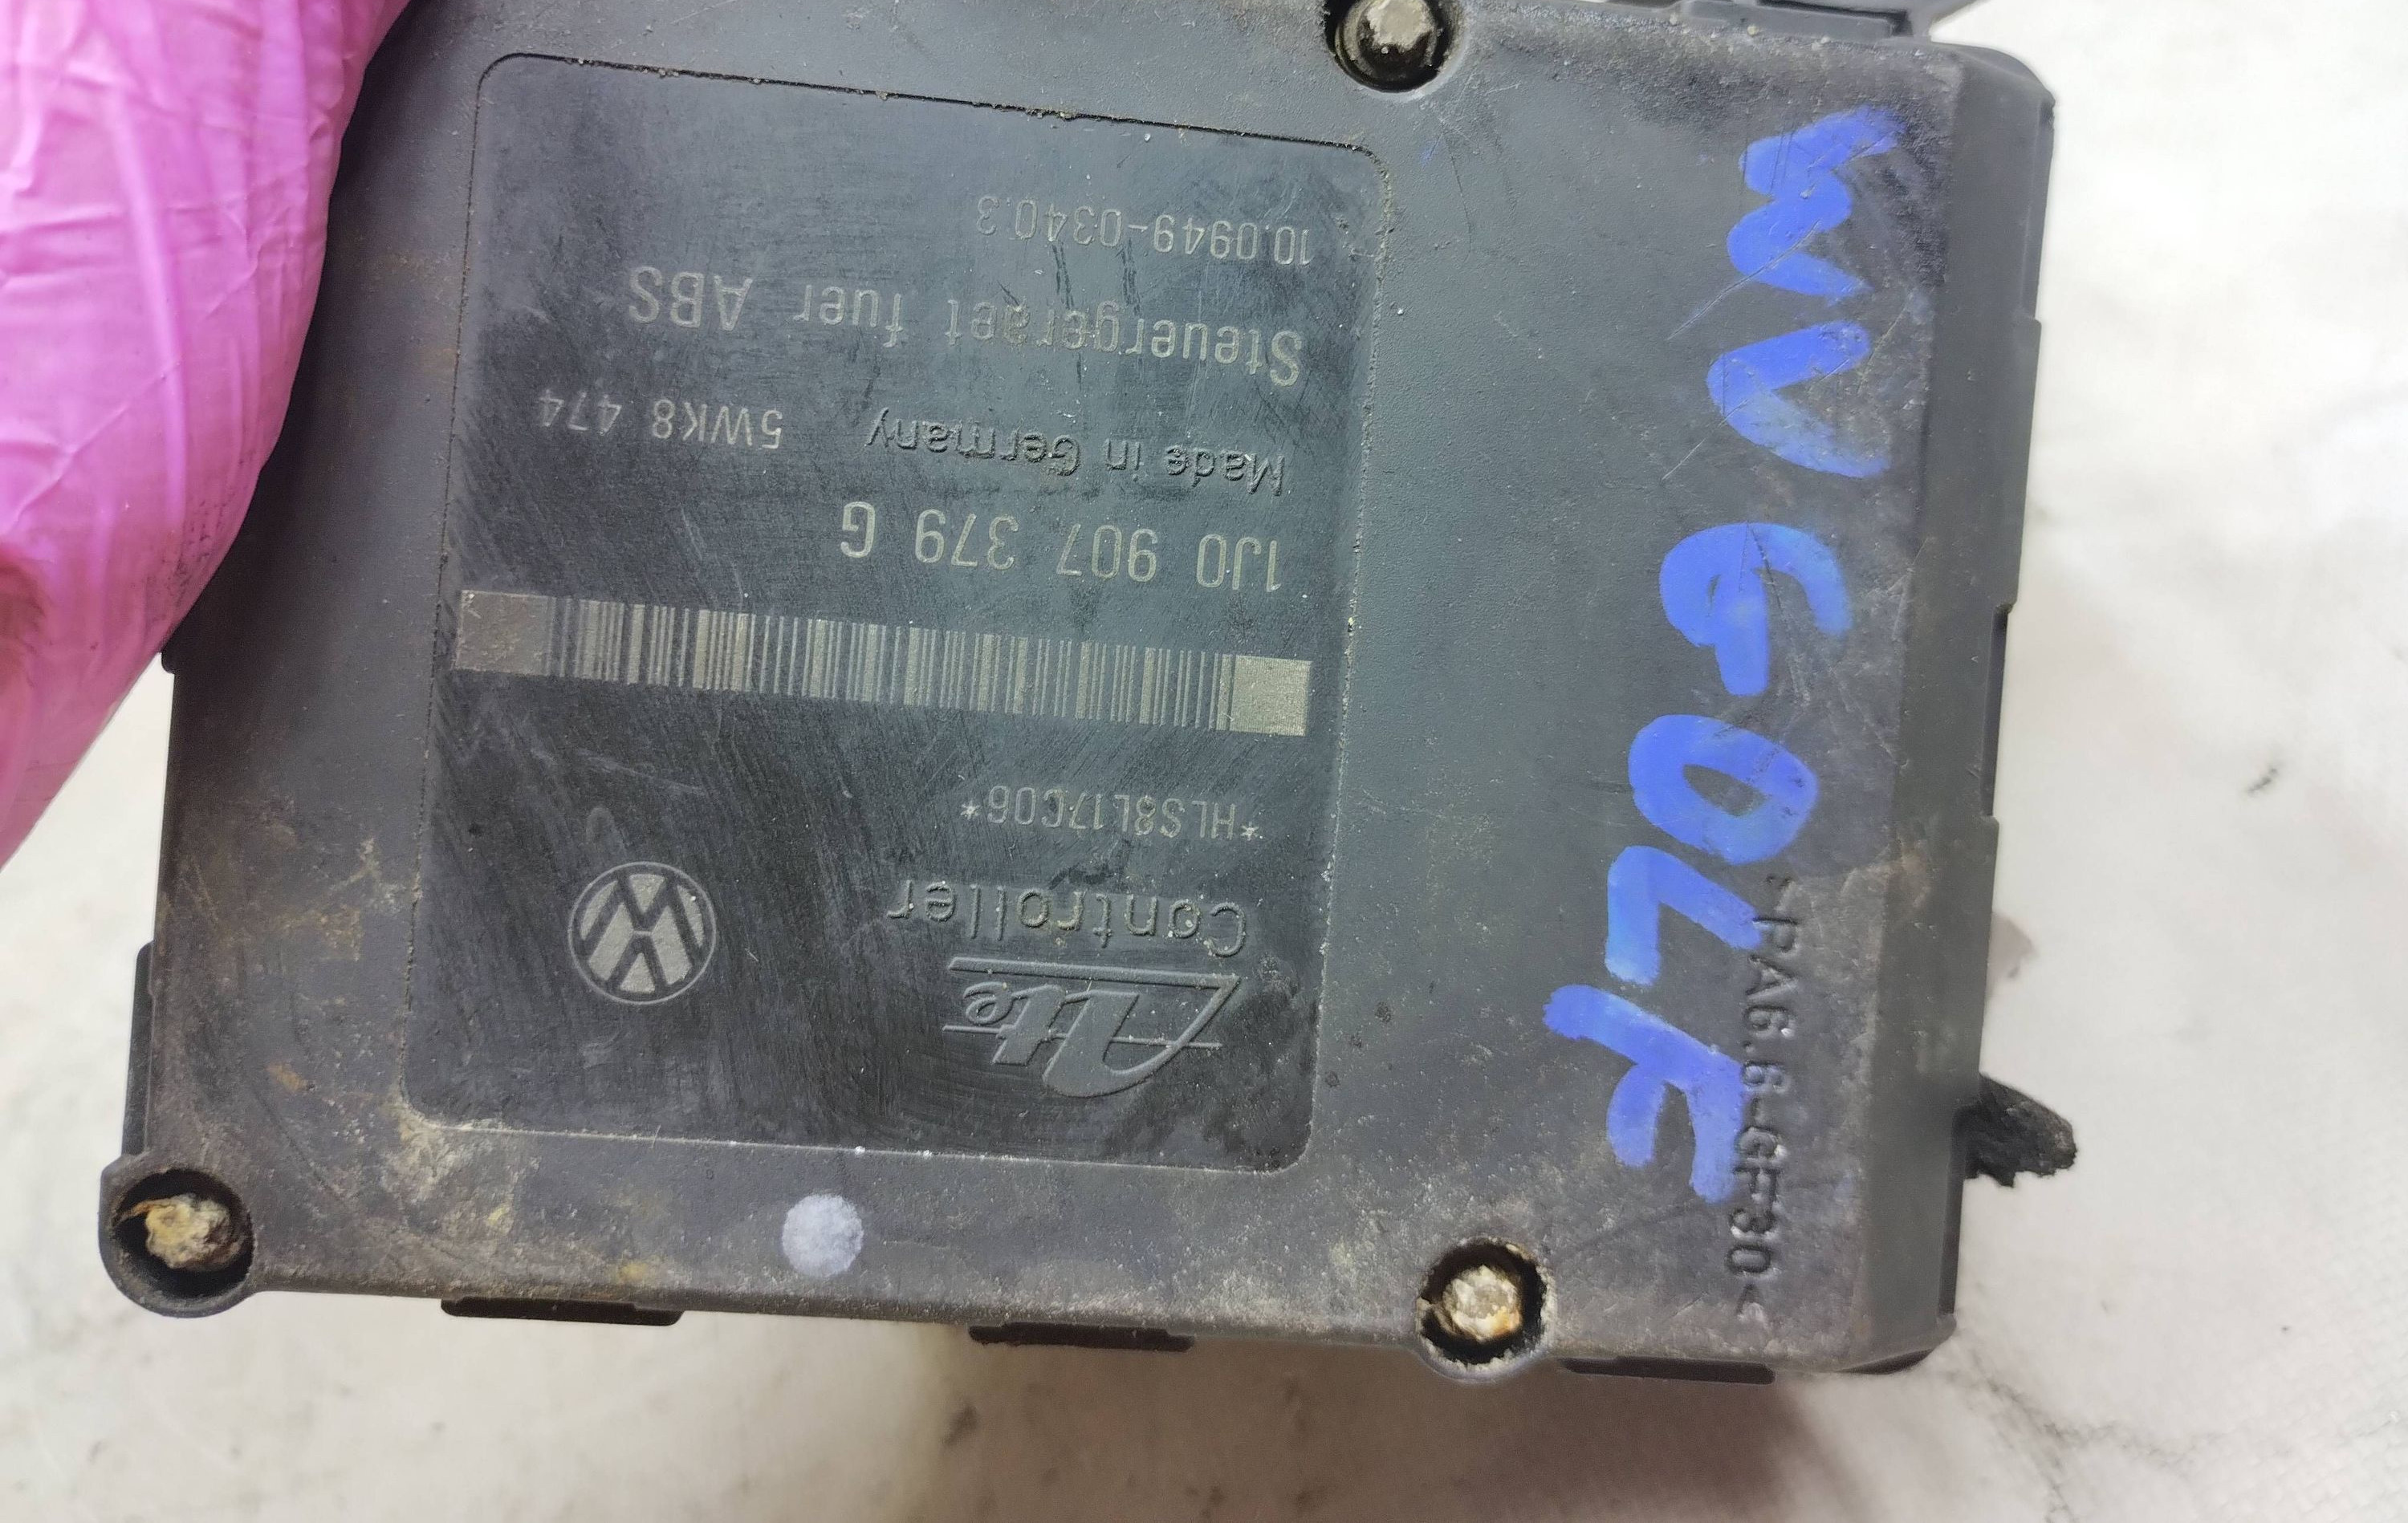 Ate
Controller
*HLS8L17C06*
1J0 907 379 G
Made in Germany 5WK8 474
Steuergeraet fuer ABS
10.0949-0340.3
WV GOLF
>PA6.6-GF30<